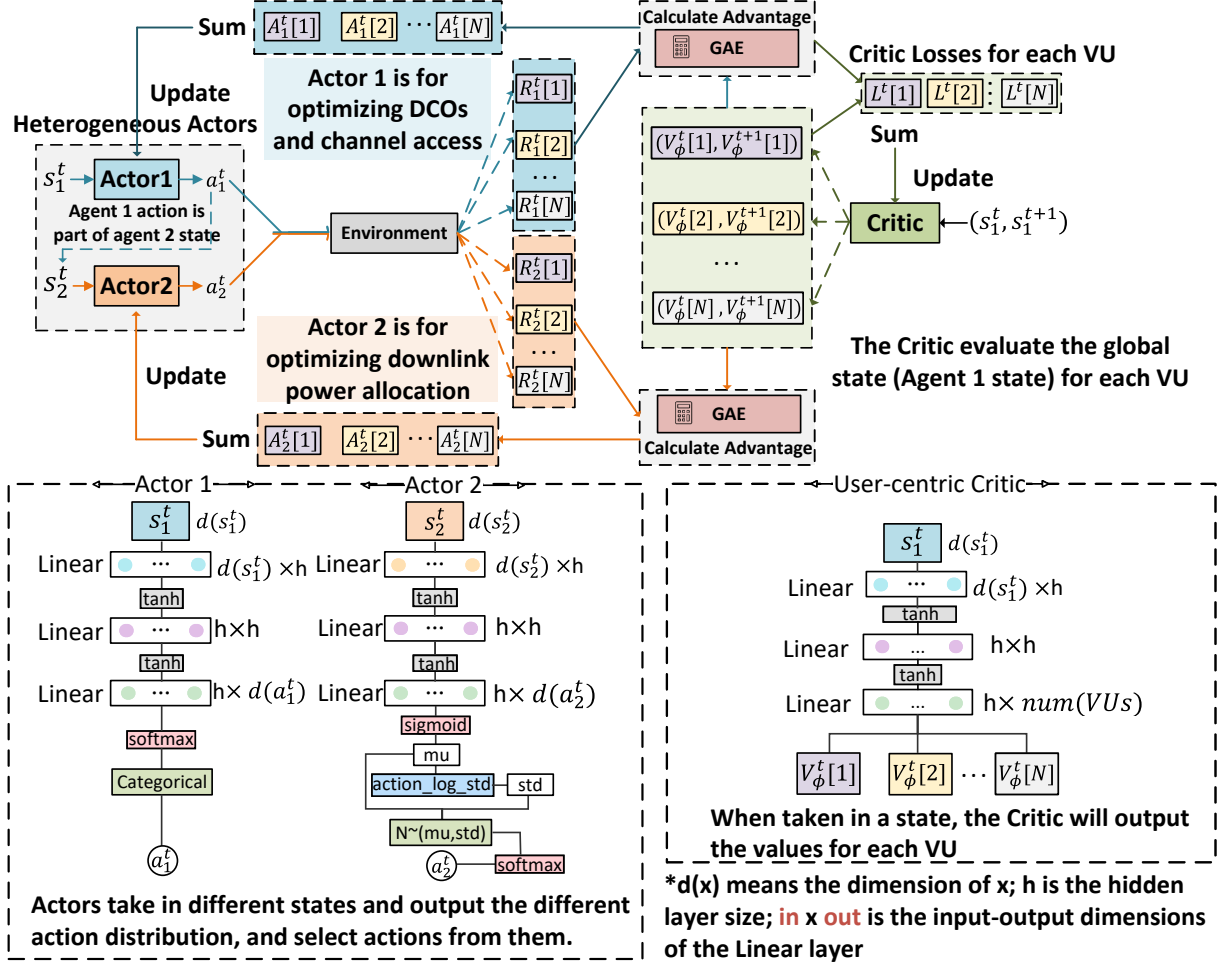 Sum
A_1^t[1] A_1^t[2] ⋯ A_1^t[N]
Calculate Advantage
GAE
Critic Losses for each VU
L^t[1] L^t[2] : L^t[N]
Sum
Update
Update
Heterogeneous Actors
s_1^t Actor1 a_1^t
Agent 1 action is
part of agent 2 state
s_2^t Actor2 a_2^t
Actor 1 is for
optimizing DCOs
and channel access
Environment
R_1^t[1]
R_1^t[2]
...
R_1^t[N]
R_2^t[1]
R_2^t[2]
...
R_2^t[N]
(V_ϕ^t[1], V_ϕ^{t+1}[1])
(V_ϕ^t[2], V_ϕ^{t+1}[2])
...
(V_ϕ^t[N], V_ϕ^{t+1}[N])
Critic
(s_1^t, s_1^{t+1})
Actor 2 is for
optimizing downlink
power allocation
Update
The Critic evaluate the global
state (Agent 1 state) for each VU
Sum
A_2^t[1] A_2^t[2] ⋯ A_2^t[N]
GAE
Calculate Advantage
Actor 1
s_1^t d(s_1^t)
Linear ... d(s_1^t) ×h
tanh
Linear ... h×h
tanh
Linear ... h× d(a_1^t)
softmax
Categorical
a_1^t
Actor 2
s_2^t d(s_2^t)
Linear ... d(s_2^t) ×h
tanh
Linear ... h×h
tanh
Linear ... h× d(a_2^t)
sigmoid
mu
action_log_std std
N~(mu,std)
a_2^t softmax
Actors take in different states and output the different
action distribution, and select actions from them.
User-centric Critic
s_1^t d(s_1^t)
Linear ... d(s_1^t) ×h
tanh
Linear ... h×h
tanh
Linear ... h× num(VUs)
V_ϕ^t[1] V_ϕ^t[2] ⋯ V_ϕ^t[N]
When taken in a state, the Critic will output
the values for each VU
*d(x) means the dimension of x; h is the hidden
layer size; in x out is the input-output dimensions
of the Linear layer